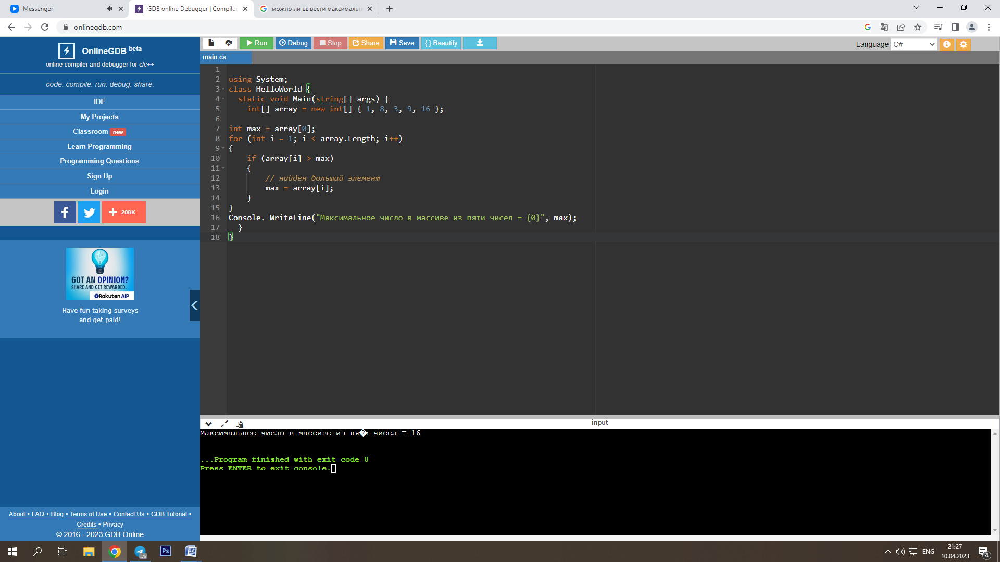 Messenger
GDB online Debugger | Compiler
можно ли вывести максимальн
onlinegdb.com
OnlineGDB beta
online compiler and debugger for c/c++
code. compile. run. debug. share.
IDE
My Projects
Classroom new
Learn Programming
Programming Questions
Sign Up
Login
208K
GOT AN OPINION?
SHARE AND GET REWARDED.
Rakuten AIP
Have fun taking surveys
and get paid!
About • FAQ • Blog • Terms of Use • Contact Us • GDB Tutorial •
Credits • Privacy
© 2016 - 2023 GDB Online
Run Debug Stop Share Save { } Beautify
Language C#
main.cs
1
2 using System;
3 class HelloWorld {
4 static void Main(string[] args) {
5 int[] array = new int[] { 1, 8, 3, 9, 16 };
6
7 int max = array[0];
8 for (int i = 1; i < array.Length; i++)
9 {
10 if (array[i] > max)
11 {
12 // найден больший элемент
13 max = array[i];
14 }
15 }
16 Console. WriteLine("Максимальное число в массиве из пяти чисел = {0}", max);
17 }
18 }
input
Максимальное число в массиве из пя�и чисел = 16
...Program finished with exit code 0
Press ENTER to exit console.
Ps
.78
ENG
21:27
10.04.2023
4